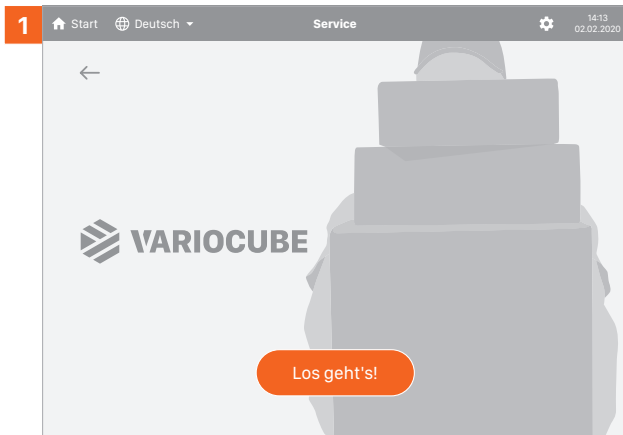 1
Start Deutsch Service 14:13
02.02.2020
VARIOCUBE
Los geht's!